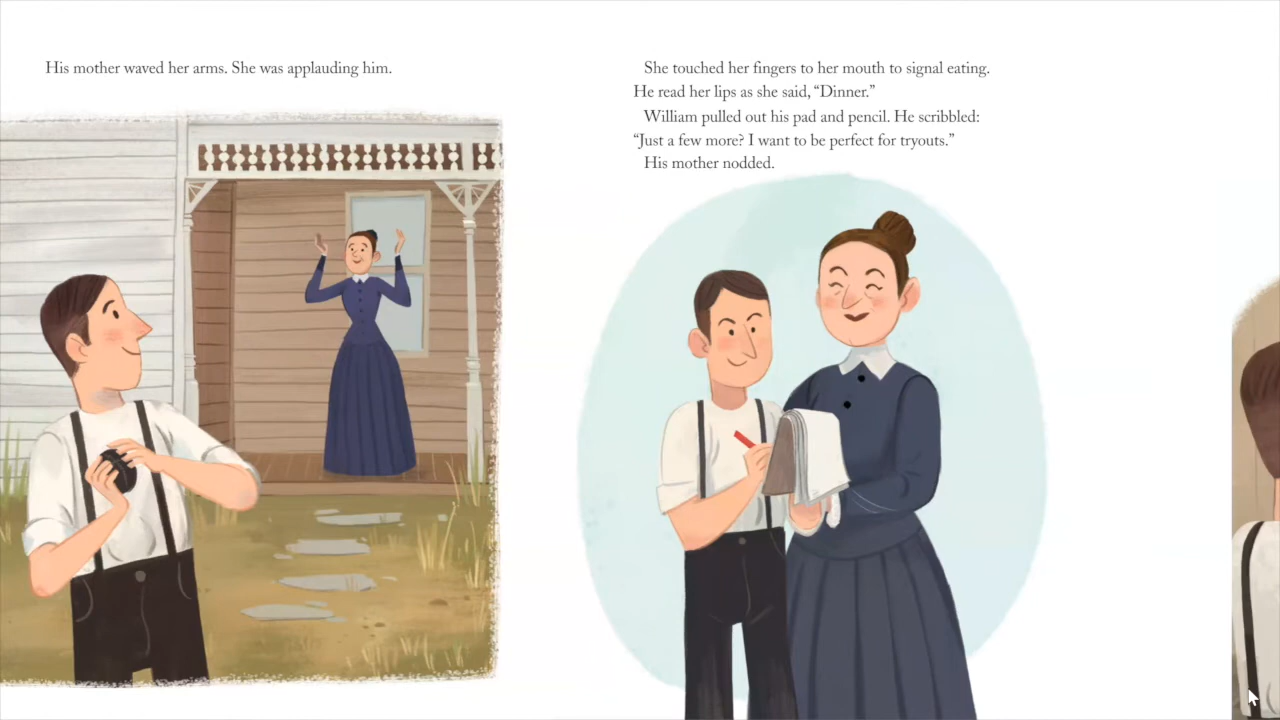 His mother waved her arms. She was applauding him.
She touched her fingers to her mouth to signal eating.
He read her lips as she said, “Dinner.”
William pulled out his pad and pencil. He scribbled:
“Just a few more? I want to be perfect for tryouts.”
His mother nodded.